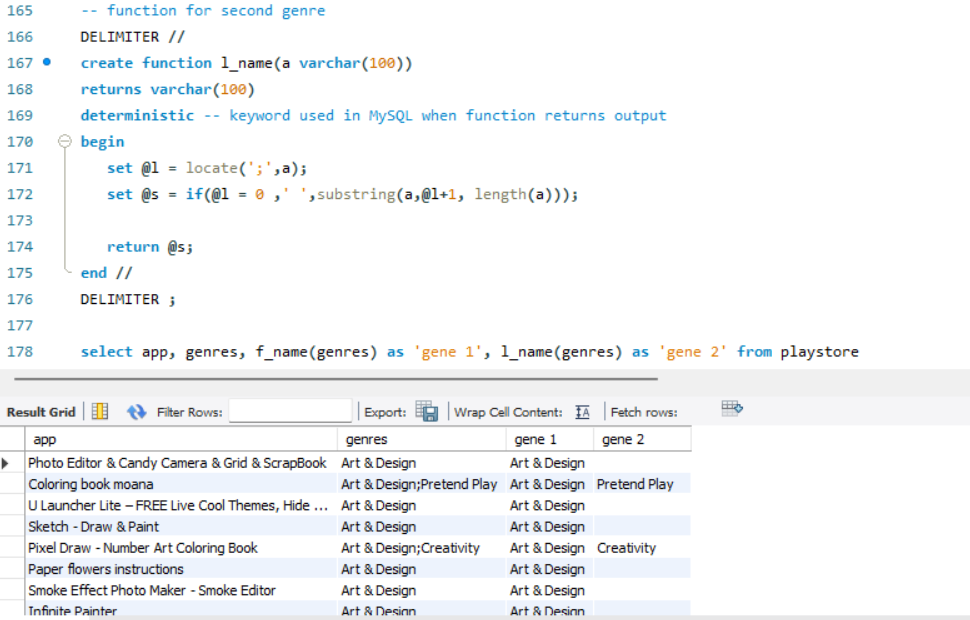 165 -- function for second genre
166 DELIMITER //
167 create function l_name(a varchar(100))
168 returns varchar(100)
169 deterministic -- keyword used in MySQL when function returns output
170 begin
171 set @l = locate(';',a);
172 set @s = if(@l = 0 ,' ',substring(a,@l+1, length(a)));
173
174 return @s;
175 end //
176 DELIMITER ;
177
178 select app, genres, f_name(genres) as 'gene 1', l_name(genres) as 'gene 2' from playstore
Result Grid Filter Rows: Export: Wrap Cell Content: IA Fetch rows:
app genres gene 1 gene 2
Photo Editor & Candy Camera & Grid & ScrapBook Art & Design Art & Design
Coloring book moana Art & Design;Pretend Play Art & Design Pretend Play
U Launcher Lite – FREE Live Cool Themes, Hide ... Art & Design Art & Design
Sketch - Draw & Paint Art & Design Art & Design
Pixel Draw - Number Art Coloring Book Art & Design;Creativity Art & Design Creativity
Paper flowers instructions Art & Design Art & Design
Smoke Effect Photo Maker - Smoke Editor Art & Design Art & Design
Infinite Painter Art & Design Art & Design